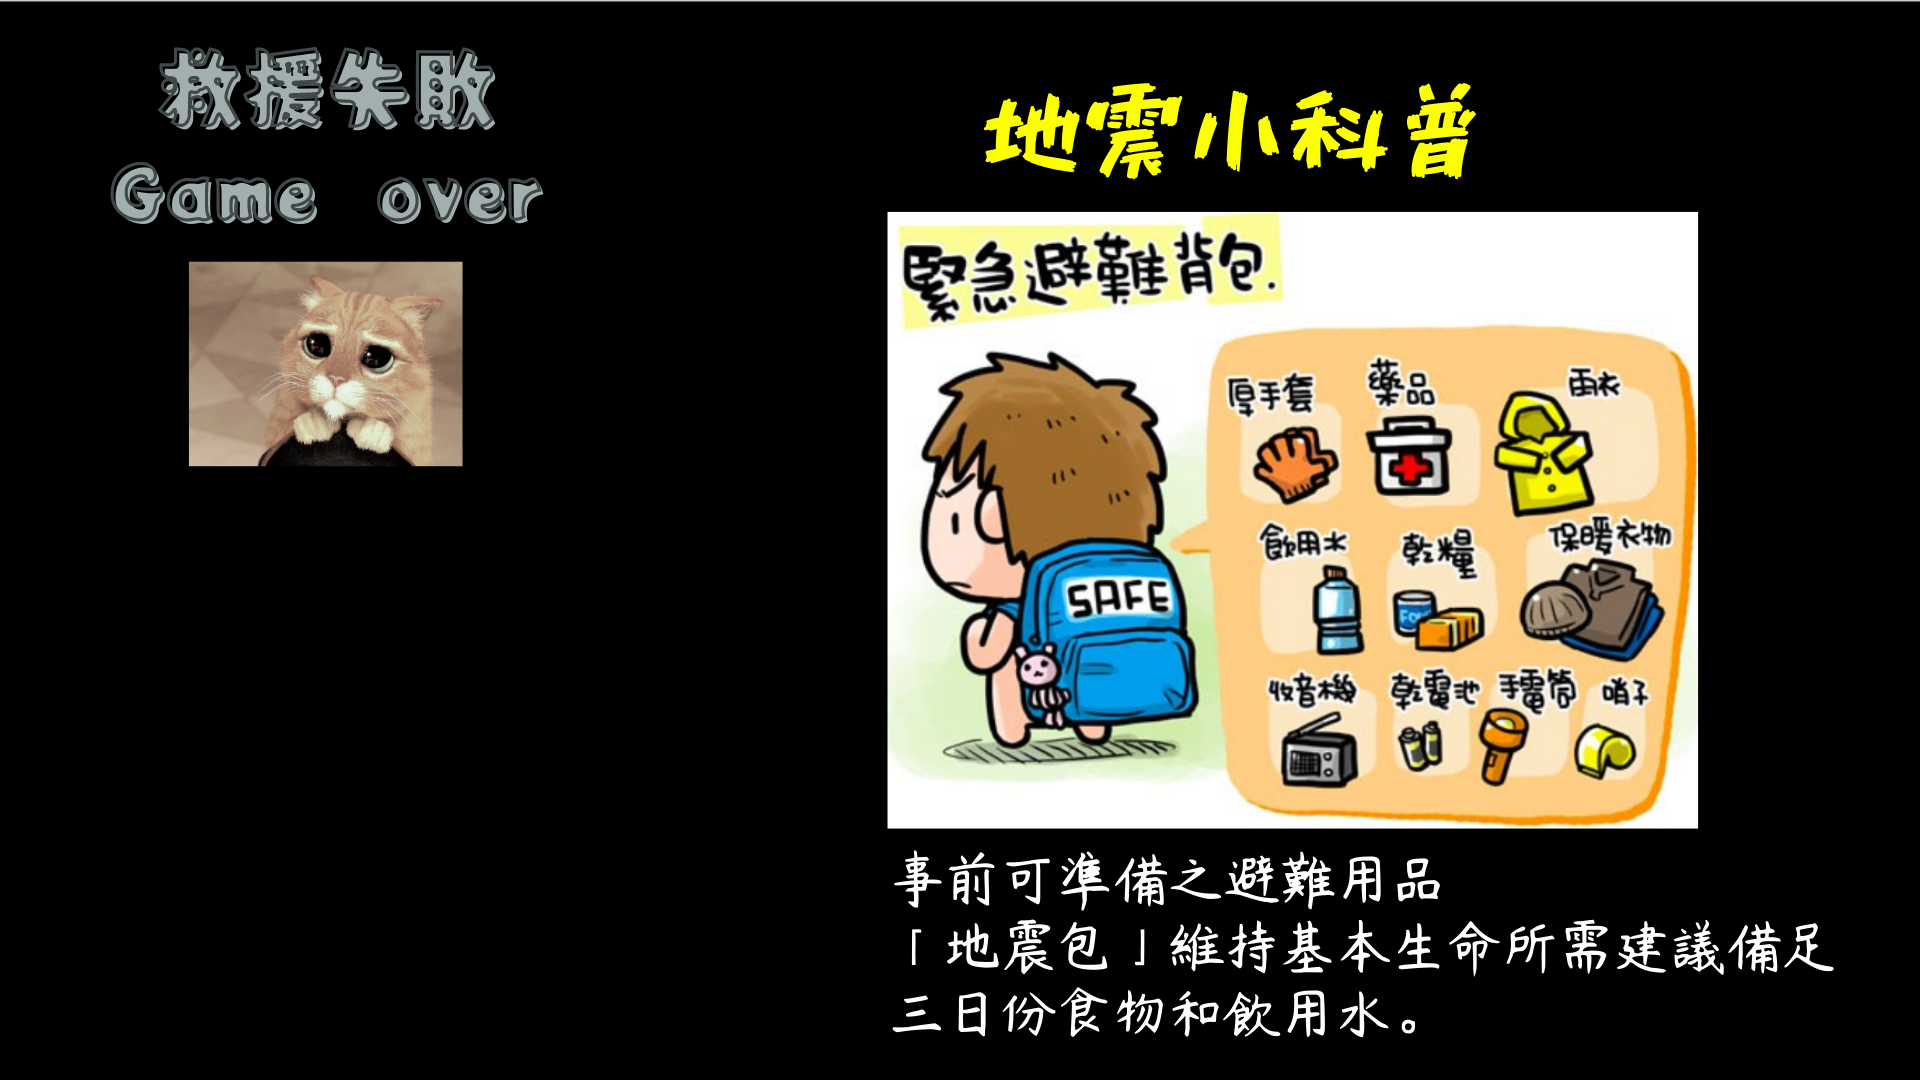 救援失敗
Game over
地震小科普
緊急避難背包.
厚手套
藥品
雨衣
飲用水
乾糧
保暖衣物
SAFE
收音機
乾電池
手電筒
哨子
事前可準備之避難用品
「地震包」維持基本生命所需建議備足
三日份食物和飲用水。